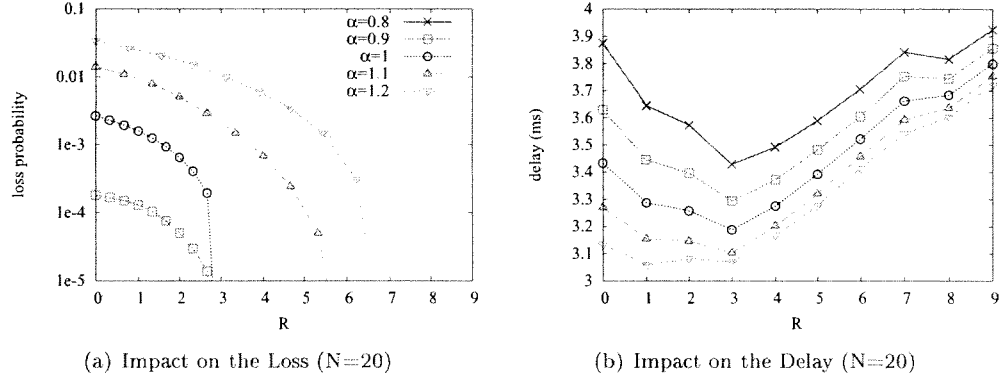 0.1
0.01
1e-3
1e-4
1e-5
loss probability
α=0.8
α=0.9
α=1
α=1.1
α=1.2
0 1 2 3 4 5 6 7 8 9
R
(a) Impact on the Loss (N=20)
4
3.9
3.8
3.7
3.6
3.5
3.4
3.3
3.2
3.1
3
delay (ms)
0 1 2 3 4 5 6 7 8 9
R
(b) Impact on the Delay (N=20)